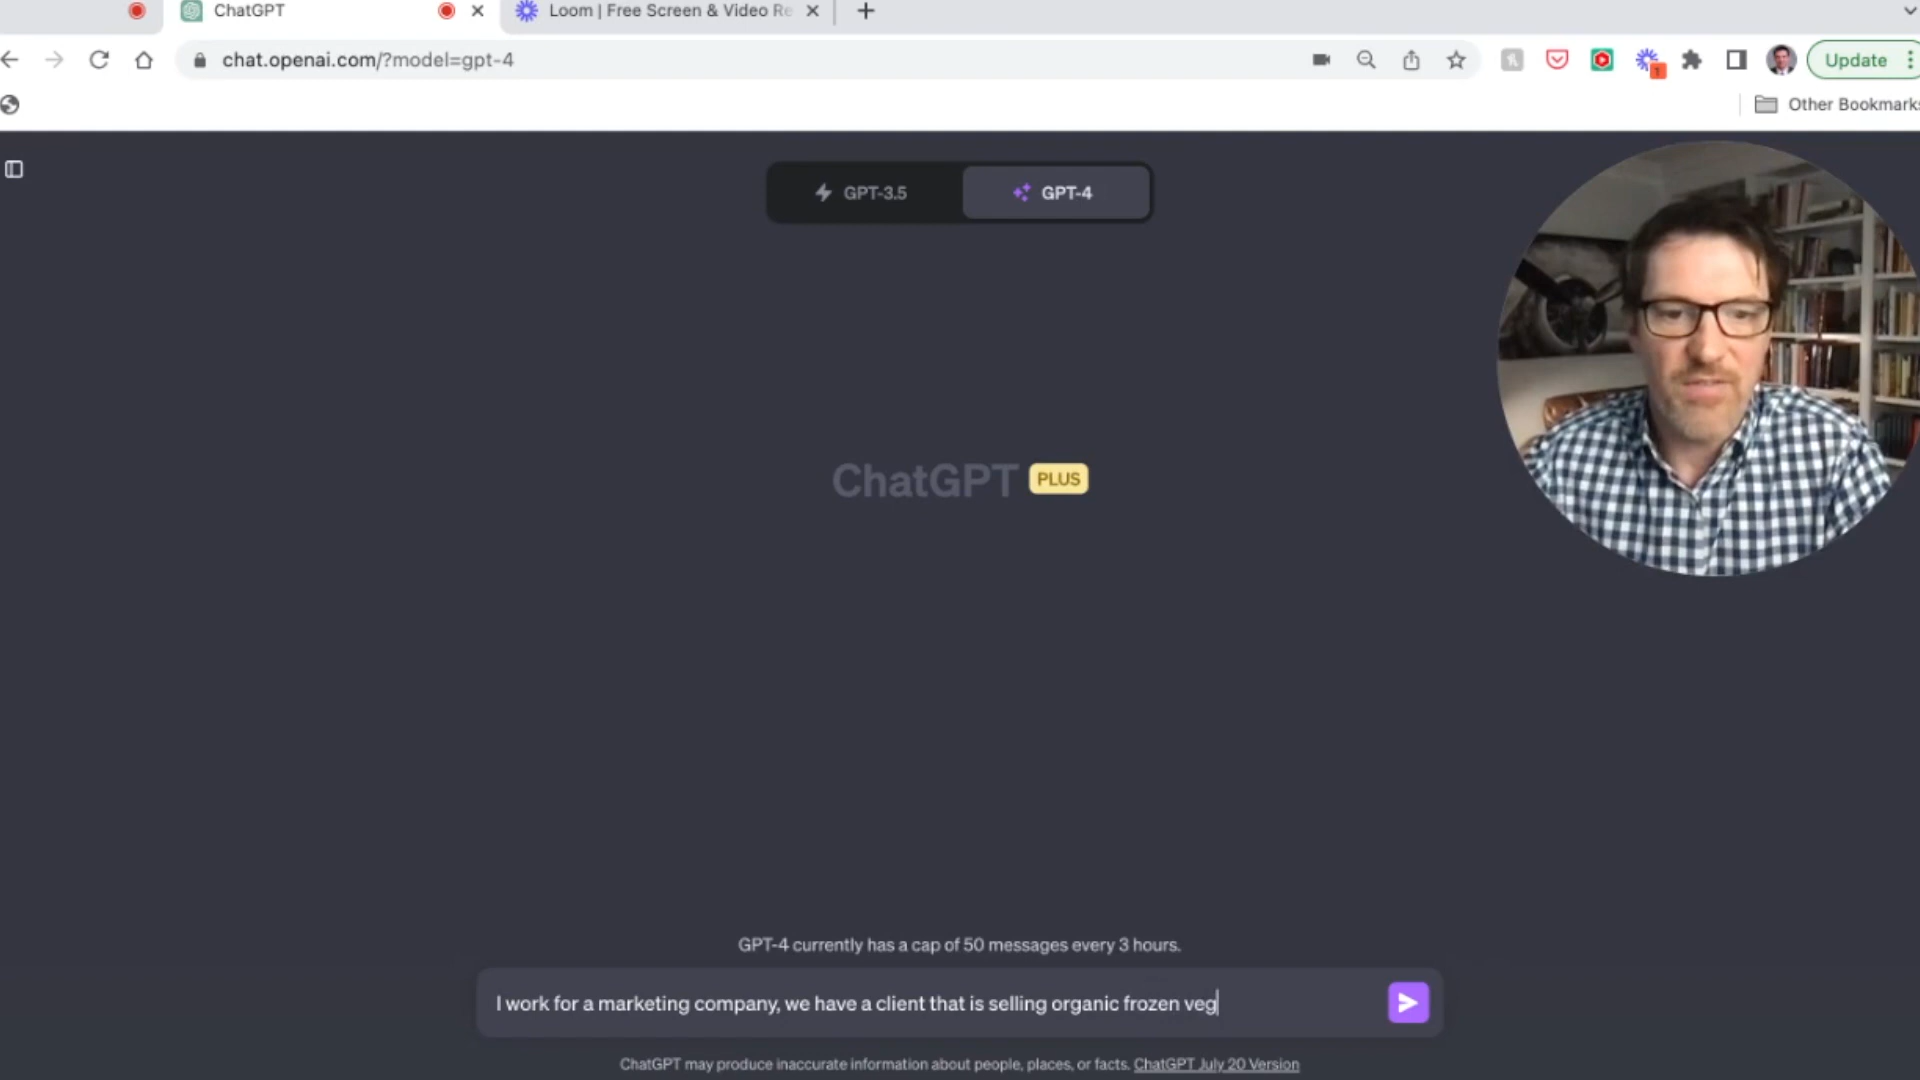 ChatGPT
Loom | Free Screen & Video Re
chat.openai.com/?model=gpt-4
1
Update
Other Bookmarks
GPT-3.5
GPT-4
ChatGPT PLUS
GPT-4 currently has a cap of 50 messages every 3 hours.
I work for a marketing company, we have a client that is selling organic frozen veg
ChatGPT may produce inaccurate information about people, places, or facts. ChatGPT July 20 Version